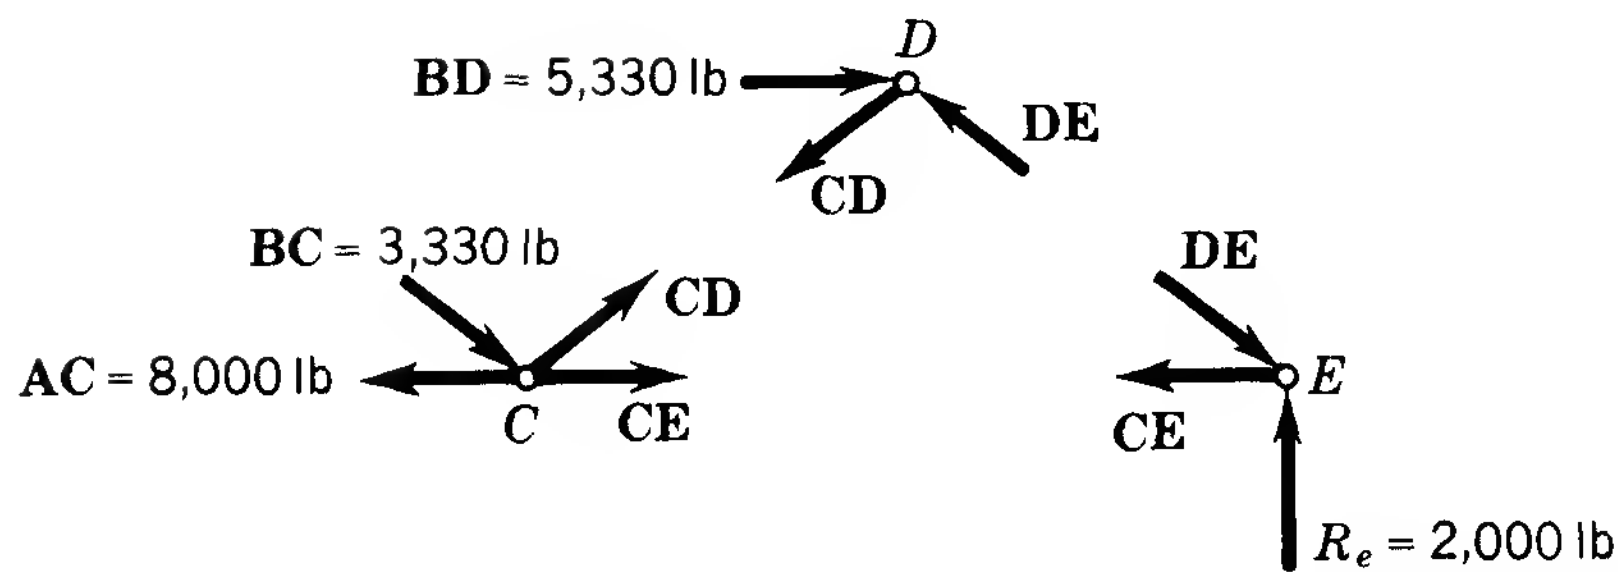 D
BD = 5,330 lb
DE
CD
BC = 3,330 lb
DE
CD
AC = 8,000 lb
E
C
CE
CE
Re = 2,000 lb